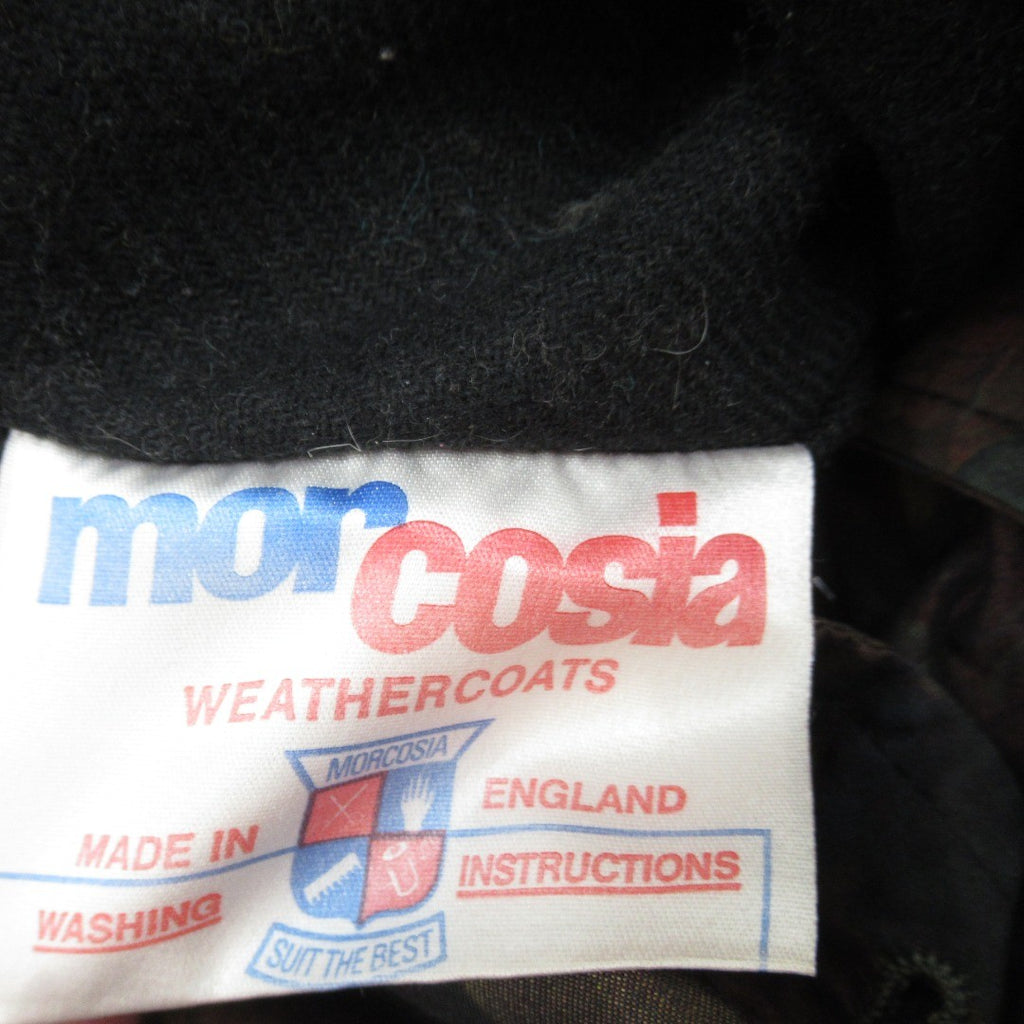 morcosia
WEATHERCOATS
MORCOSIA
MADE IN ENGLAND
WASHING INSTRUCTIONS
SUIT THE BEST